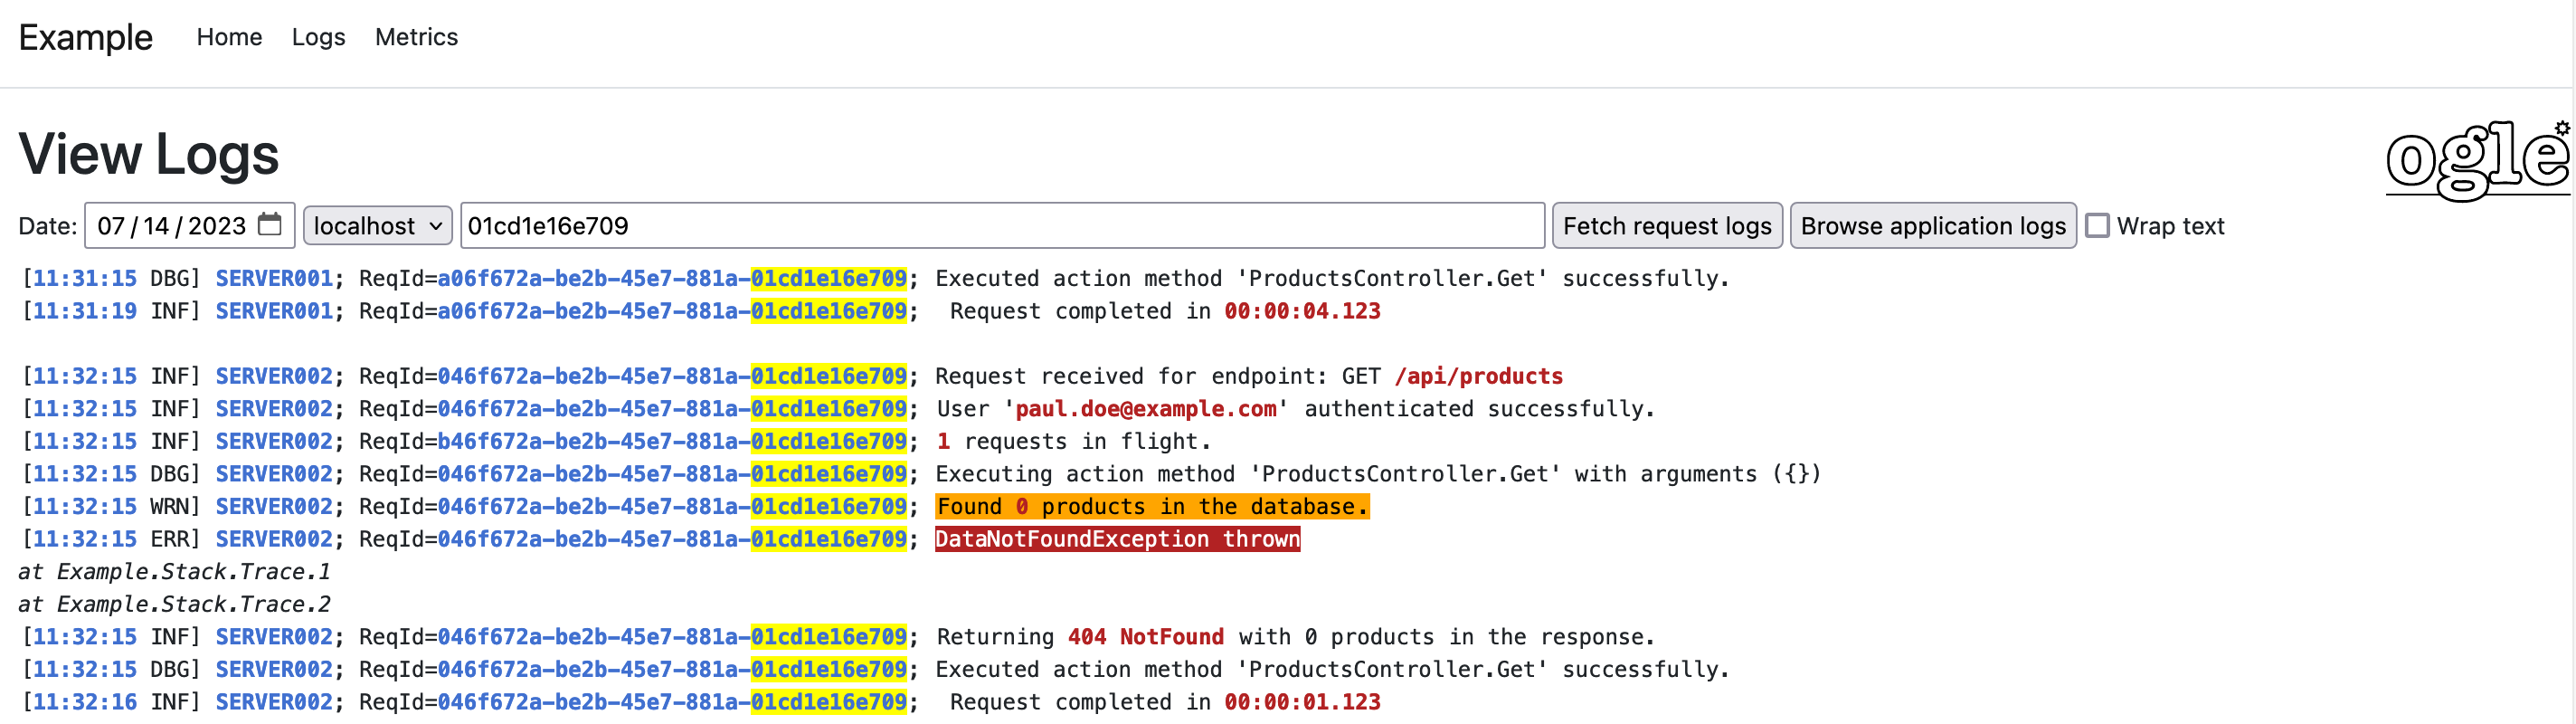 Example Home Logs Metrics
View Logs
ogle
Date: 07/14/2023 localhost 01cd1e16e709 Fetch request logs Browse application logs Wrap text
[11:31:15 DBG] SERVER001; ReqId=a06f672a-be2b-45e7-881a-01cd1e16e709; Executed action method 'ProductsController.Get' successfully.
[11:31:19 INF] SERVER001; ReqId=a06f672a-be2b-45e7-881a-01cd1e16e709; Request completed in 00:00:04.123
[11:32:15 INF] SERVER002; ReqId=046f672a-be2b-45e7-881a-01cd1e16e709; Request received for endpoint: GET /api/products
[11:32:15 INF] SERVER002; ReqId=046f672a-be2b-45e7-881a-01cd1e16e709; User 'paul.doe@example.com' authenticated successfully.
[11:32:15 INF] SERVER002; ReqId=b46f672a-be2b-45e7-881a-01cd1e16e709; 1 requests in flight.
[11:32:15 DBG] SERVER002; ReqId=046f672a-be2b-45e7-881a-01cd1e16e709; Executing action method 'ProductsController.Get' with arguments ({})
[11:32:15 WRN] SERVER002; ReqId=046f672a-be2b-45e7-881a-01cd1e16e709; Found 0 products in the database.
[11:32:15 ERR] SERVER002; ReqId=046f672a-be2b-45e7-881a-01cd1e16e709; DataNotFoundException thrown
at Example.Stack.Trace.1
at Example.Stack.Trace.2
[11:32:15 INF] SERVER002; ReqId=046f672a-be2b-45e7-881a-01cd1e16e709; Returning 404 NotFound with 0 products in the response.
[11:32:15 DBG] SERVER002; ReqId=046f672a-be2b-45e7-881a-01cd1e16e709; Executed action method 'ProductsController.Get' successfully.
[11:32:16 INF] SERVER002; ReqId=046f672a-be2b-45e7-881a-01cd1e16e709; Request completed in 00:00:01.123